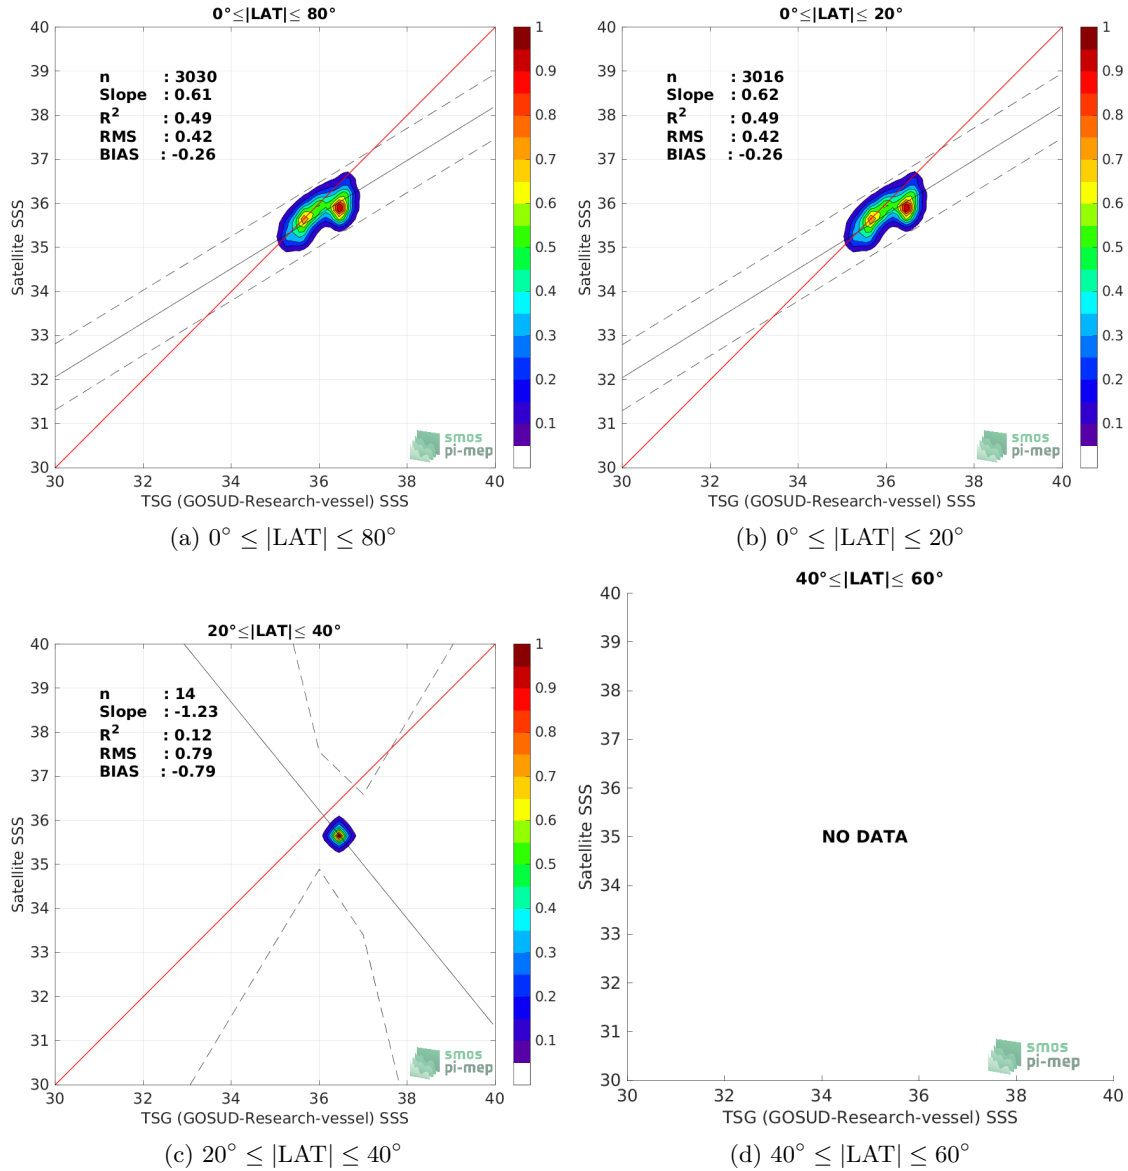 0°≤|LAT|≤ 80°
40
39
38
37
36
35
34
33
32
31
30
Satellite SSS
n : 3030
Slope : 0.61
R² : 0.49
RMS : 0.42
BIAS : -0.26
smos
pi-mep
30 32 34 36 38 40
TSG (GOSUD-Research-vessel) SSS
1
0.9
0.8
0.7
0.6
0.5
0.4
0.3
0.2
0.1
(a) 0° ≤ |LAT| ≤ 80°
0°≤|LAT|≤ 20°
40
39
38
37
36
35
34
33
32
31
30
Satellite SSS
n : 3016
Slope : 0.62
R² : 0.49
RMS : 0.42
BIAS : -0.26
smos
pi-mep
30 32 34 36 38 40
TSG (GOSUD-Research-vessel) SSS
1
0.9
0.8
0.7
0.6
0.5
0.4
0.3
0.2
0.1
(b) 0° ≤ |LAT| ≤ 20°
20°≤|LAT|≤ 40°
40
39
38
37
36
35
34
33
32
31
30
Satellite SSS
n : 14
Slope : -1.23
R² : 0.12
RMS : 0.79
BIAS : -0.79
smos
pi-mep
30 32 34 36 38 40
TSG (GOSUD-Research-vessel) SSS
1
0.9
0.8
0.7
0.6
0.5
0.4
0.3
0.2
0.1
(c) 20° ≤ |LAT| ≤ 40°
40°≤|LAT|≤ 60°
40
39
38
37
36
35
34
33
32
31
30
Satellite SSS
NO DATA
smos
pi-mep
30 32 34 36 38 40
TSG (GOSUD-Research-vessel) SSS
(d) 40° ≤ |LAT| ≤ 60°